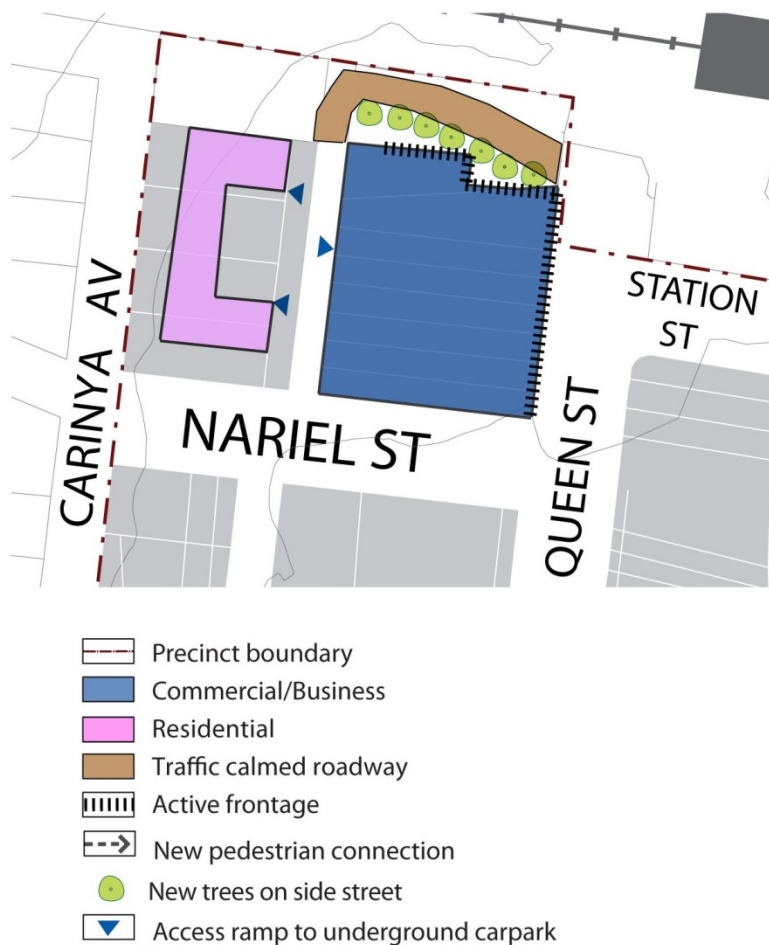 STATION
ST
CARINYA AV
NARIEL ST
QUEEN ST
Precinct boundary
Commercial/Business
Residential
Traffic calmed roadway
Active frontage
New pedestrian connection
New trees on side street
Access ramp to underground carpark